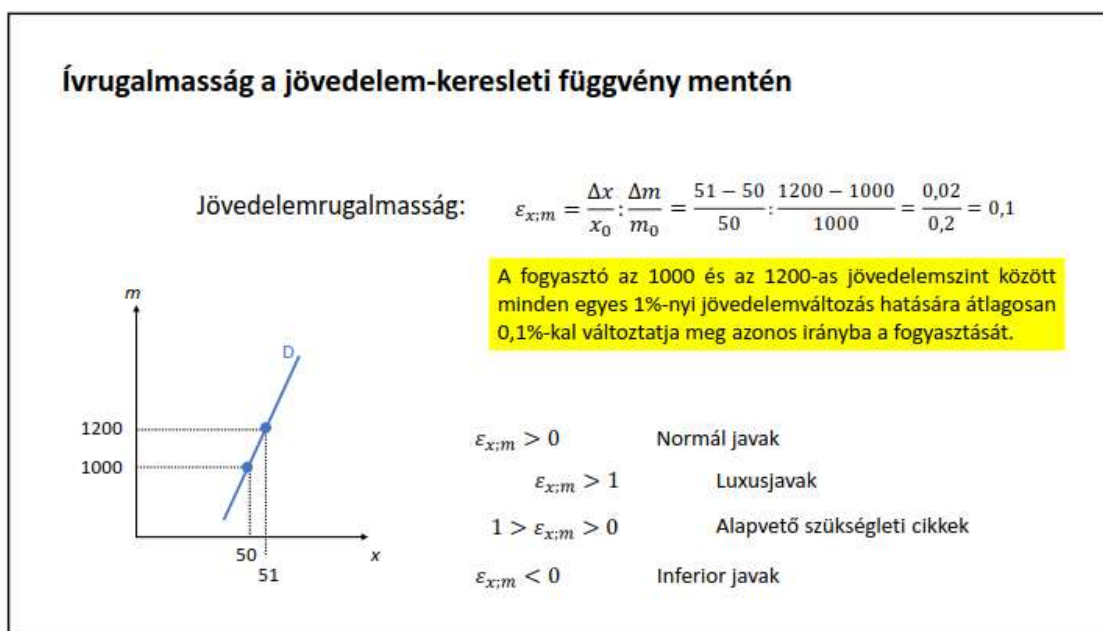 Ívrugalmasság a jövedelem-keresleti függvény mentén
Jövedelemrugalmasság: ε_{x;m} = Δx/x₀ : Δm/m₀ = (51 − 50)/50 : (1200 − 1000)/1000 = 0,02/0,2 = 0,1
A fogyasztó az 1000 és az 1200-as jövedelemszint között
minden egyes 1%-nyi jövedelemváltozás hatására átlagosan
0,1%-kal változtatja meg azonos irányba a fogyasztását.
m
D
1200
1000
50
51
x
ε_{x;m} > 0 Normál javak
ε_{x;m} > 1 Luxusjavak
1 > ε_{x;m} > 0 Alapvető szükségleti cikkek
ε_{x;m} < 0 Inferior javak